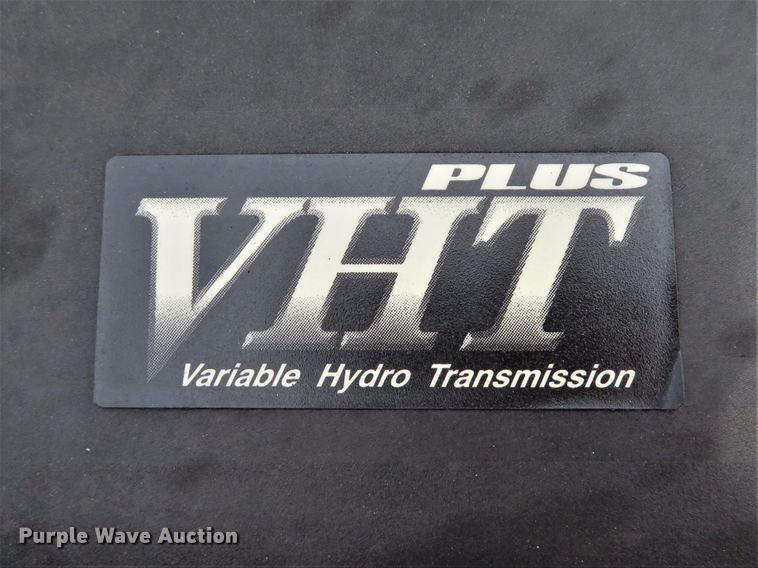 PLUS
VHT
Variable Hydro Transmission
Purple Wave Auction